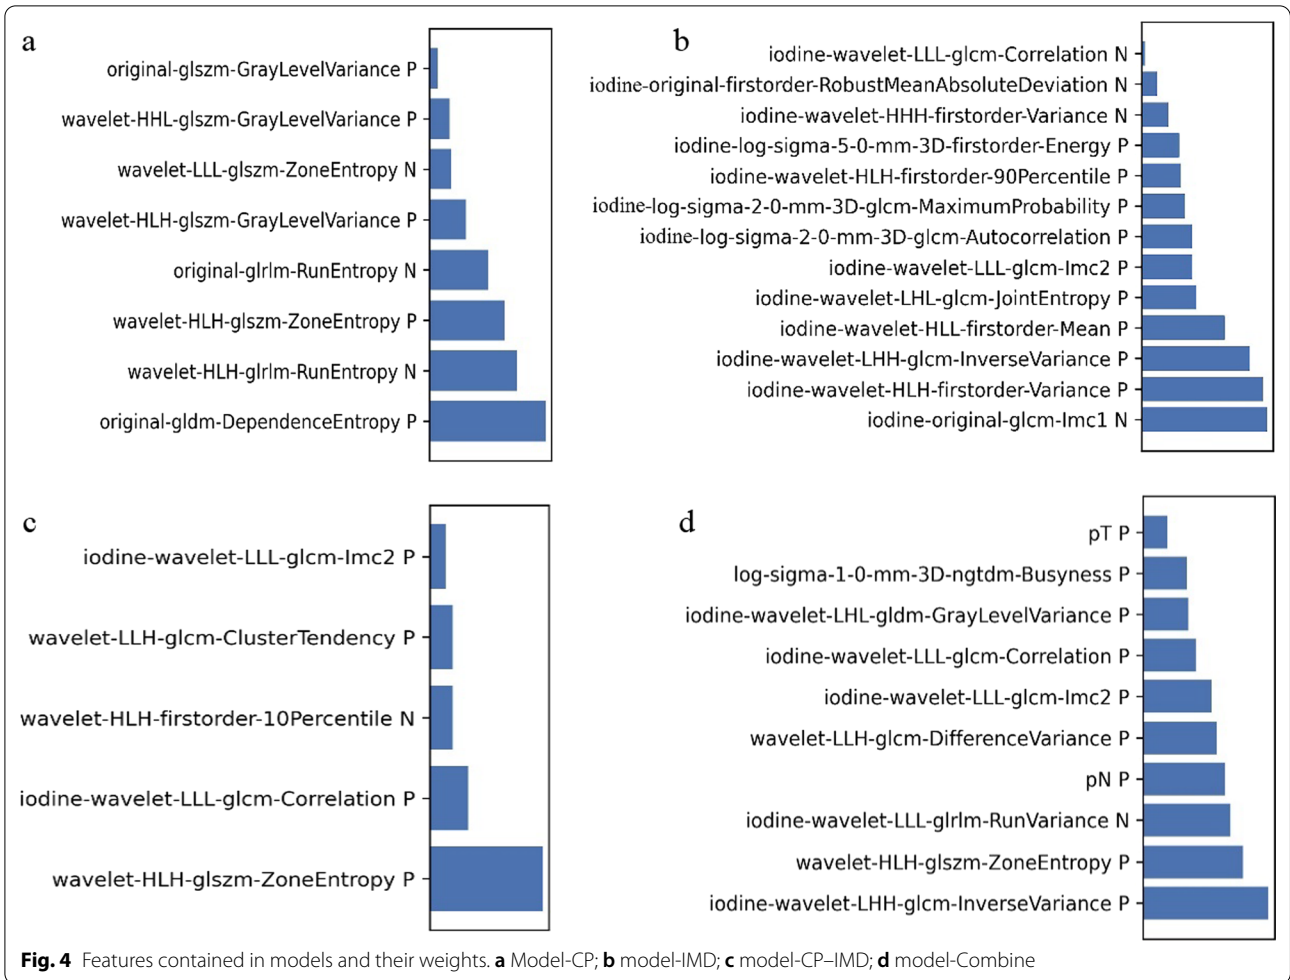 a
original-glszm-GrayLevelVariance P
wavelet-HHL-glszm-GrayLevelVariance P
wavelet-LLL-glszm-ZoneEntropy N
wavelet-HLH-glszm-GrayLevelVariance P
original-glrlm-RunEntropy N
wavelet-HLH-glszm-ZoneEntropy P
wavelet-HLH-glrlm-RunEntropy N
original-gldm-DependenceEntropy P
b
iodine-wavelet-LLL-glcm-Correlation N
iodine-original-firstorder-RobustMeanAbsoluteDeviation N
iodine-wavelet-HHH-firstorder-Variance N
iodine-log-sigma-5-0-mm-3D-firstorder-Energy P
iodine-wavelet-HLH-firstorder-90Percentile P
iodine-log-sigma-2-0-mm-3D-glcm-MaximumProbability P
iodine-log-sigma-2-0-mm-3D-glcm-Autocorrelation P
iodine-wavelet-LLL-glcm-Imc2 P
iodine-wavelet-LHL-glcm-JointEntropy P
iodine-wavelet-HLL-firstorder-Mean P
iodine-wavelet-LHH-glcm-InverseVariance P
iodine-wavelet-HLH-firstorder-Variance P
iodine-original-glcm-Imc1 N
c
iodine-wavelet-LLL-glcm-Imc2 P
wavelet-LLH-glcm-ClusterTendency P
wavelet-HLH-firstorder-10Percentile N
iodine-wavelet-LLL-glcm-Correlation P
wavelet-HLH-glszm-ZoneEntropy P
d
pT P
log-sigma-1-0-mm-3D-ngtdm-Busyness P
iodine-wavelet-LHL-gldm-GrayLevelVariance P
iodine-wavelet-LLL-glcm-Correlation P
iodine-wavelet-LLL-glcm-Imc2 P
wavelet-LLH-glcm-DifferenceVariance P
pN P
iodine-wavelet-LLL-glrlm-RunVariance N
wavelet-HLH-glszm-ZoneEntropy P
iodine-wavelet-LHH-glcm-InverseVariance P
Fig. 4 Features contained in models and their weights. a Model-CP; b model-IMD; c model-CP–IMD; d model-Combine